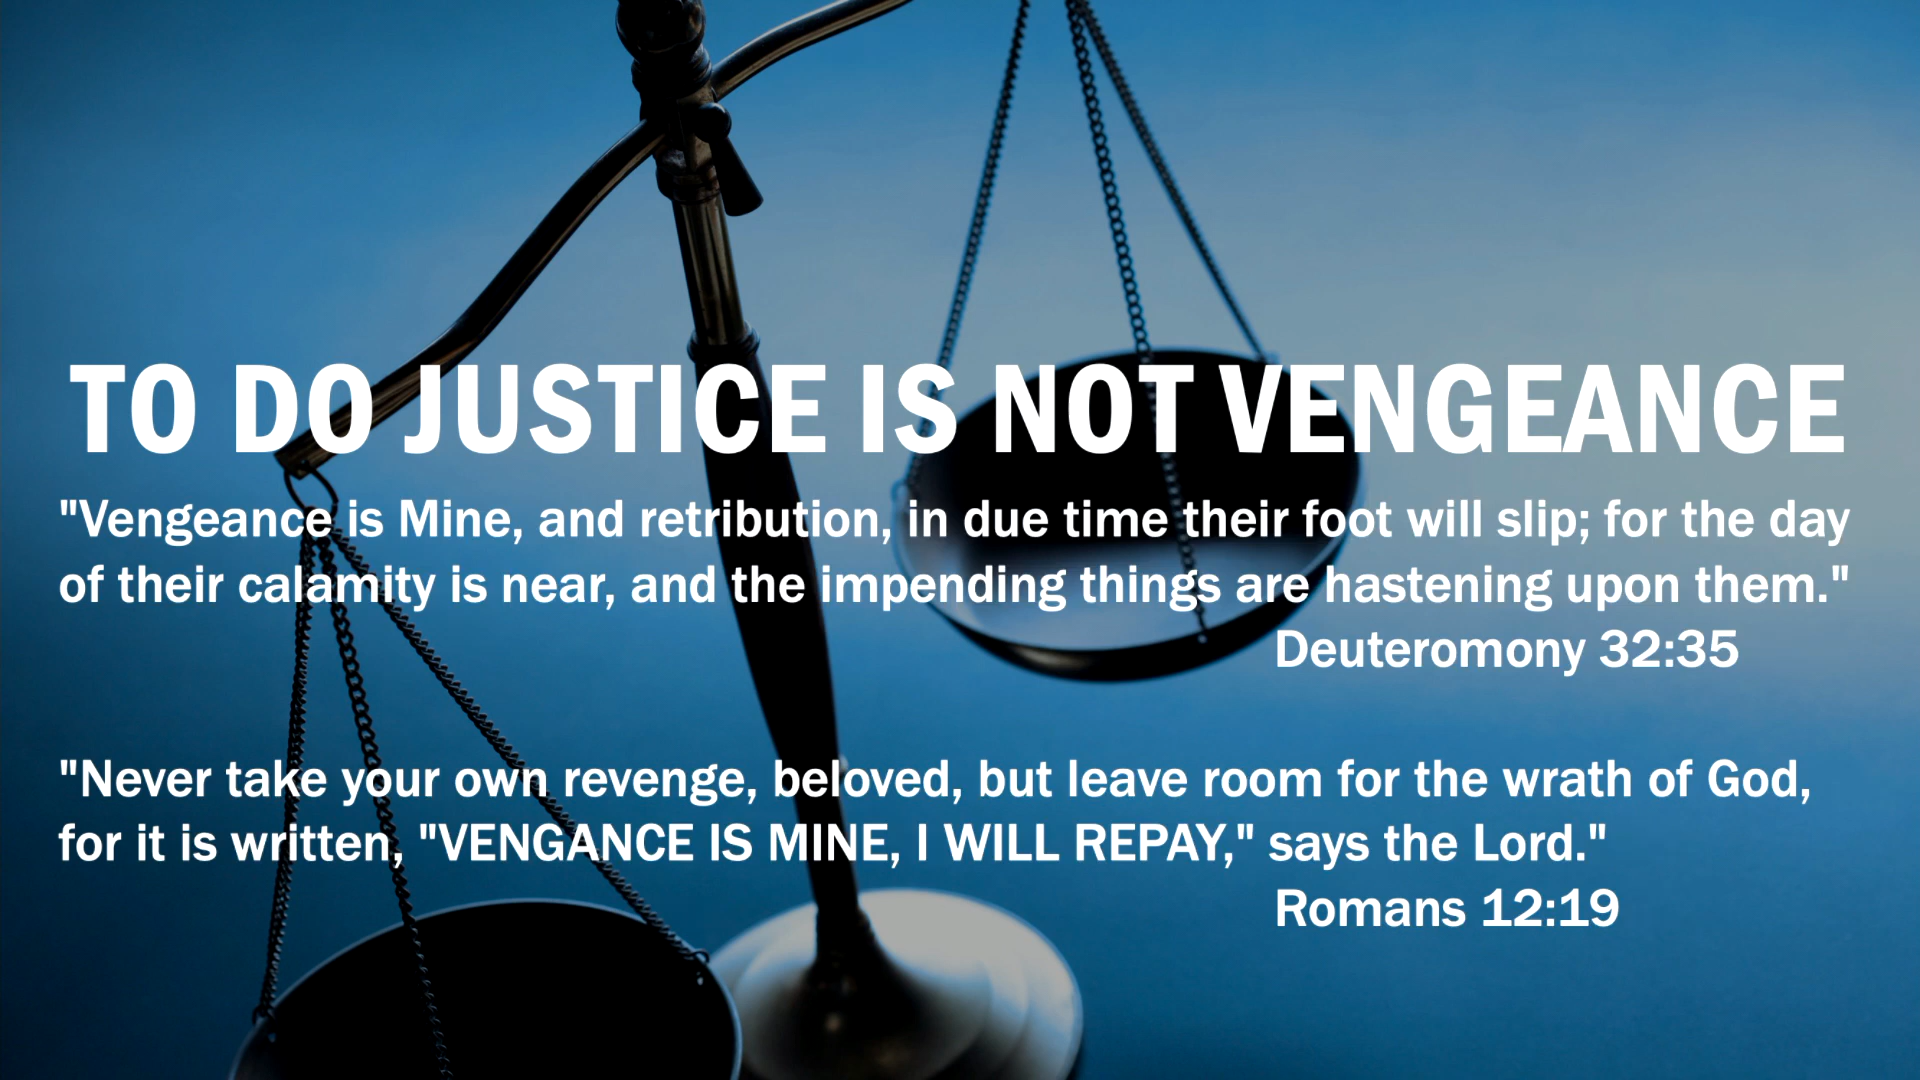 TO DO JUSTICE IS NOT VENGEANCE
"Vengeance is Mine, and retribution, in due time their foot will slip; for the day
of their calamity is near, and the impending things are hastening upon them."
Deuteromony 32:35
"Never take your own revenge, beloved, but leave room for the wrath of God,
for it is written, "VENGANCE IS MINE, I WILL REPAY," says the Lord."
Romans 12:19